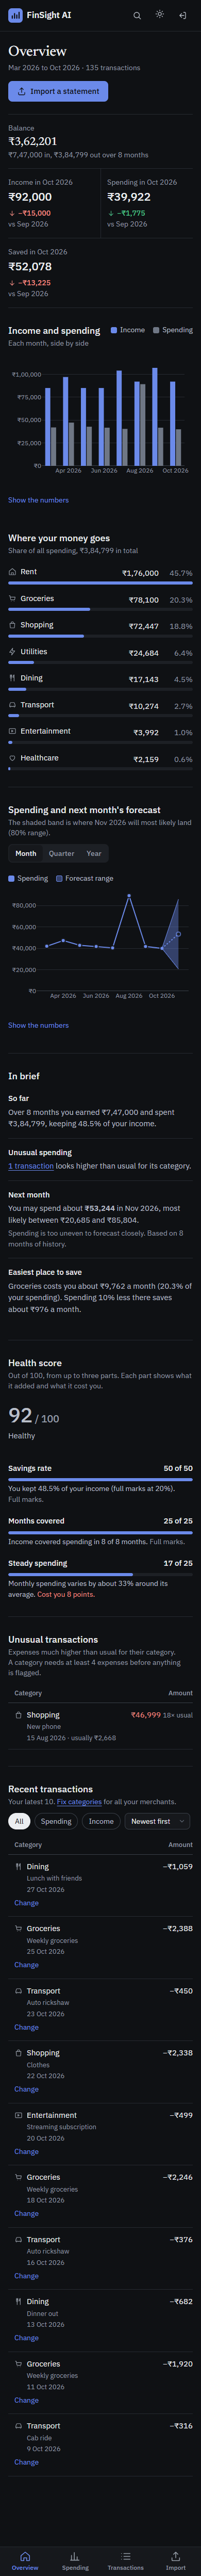 FinSight AI
Overview
Mar 2026 to Oct 2026 · 135 transactions
Import a statement
Balance
₹3,62,201
₹7,47,000 in, ₹3,84,799 out over 8 months
Income in Oct 2026
₹92,000
↓ −₹15,000
vs Sep 2026
Spending in Oct 2026
₹39,922
↓ −₹1,775
vs Sep 2026
Saved in Oct 2026
₹52,078
↓ −₹13,225
vs Sep 2026
Income and spending
Income Spending
Each month, side by side
₹1,00,000
₹75,000
₹50,000
₹25,000
₹0
Apr 2026 Jun 2026 Aug 2026 Oct 2026
Show the numbers
Where your money goes
Share of all spending, ₹3,84,799 in total
Rent ₹1,76,000 45.7%
Groceries ₹78,100 20.3%
Shopping ₹72,447 18.8%
Utilities ₹24,684 6.4%
Dining ₹17,143 4.5%
Transport ₹10,274 2.7%
Entertainment ₹3,992 1.0%
Healthcare ₹2,159 0.6%
Spending and next month's forecast
The shaded band is where Nov 2026 will most likely land
(80% range).
Month Quarter Year
Spending Forecast range
₹80,000
₹60,000
₹40,000
₹20,000
₹0
Apr 2026 Jun 2026 Aug 2026 Oct 2026
Show the numbers
In brief
So far
Over 8 months you earned ₹7,47,000 and spent
₹3,84,799, keeping 48.5% of your income.
Unusual spending
1 transaction looks higher than usual for its category.
Next month
You may spend about ₹53,244 in Nov 2026, most
likely between ₹20,685 and ₹85,804.
Spending is too uneven to forecast closely. Based on 8
months of history.
Easiest place to save
Groceries costs you about ₹9,762 a month (20.3% of
your spending). Spending 10% less there saves
about ₹976 a month.
Health score
Out of 100, from up to three parts. Each part shows what
it added and what it cost you.
92 / 100
Healthy
Savings rate 50 of 50
You kept 48.5% of your income (full marks at 20%).
Full marks.
Months covered 25 of 25
Income covered spending in 8 of 8 months. Full marks.
Steady spending 17 of 25
Monthly spending varies by about 33% around its
average. Cost you 8 points.
Unusual transactions
Expenses much higher than usual for their category.
A category needs at least 4 expenses before anything
is flagged.
Category Amount
Shopping ₹46,999 18× usual
New phone
15 Aug 2026 · usually ₹2,668
Recent transactions
Your latest 10. Fix categories for all your merchants.
All Spending Income Newest first
Category Amount
Dining −₹1,059
Lunch with friends
27 Oct 2026
Change
Groceries −₹2,388
Weekly groceries
25 Oct 2026
Change
Transport −₹450
Auto rickshaw
23 Oct 2026
Change
Shopping −₹2,338
Clothes
22 Oct 2026
Change
Entertainment −₹499
Streaming subscription
20 Oct 2026
Change
Groceries −₹2,246
Weekly groceries
18 Oct 2026
Change
Transport −₹376
Auto rickshaw
16 Oct 2026
Change
Dining −₹682
Dinner out
13 Oct 2026
Change
Groceries −₹1,920
Weekly groceries
11 Oct 2026
Change
Transport −₹316
Cab ride
9 Oct 2026
Change
Overview Spending Transactions Import